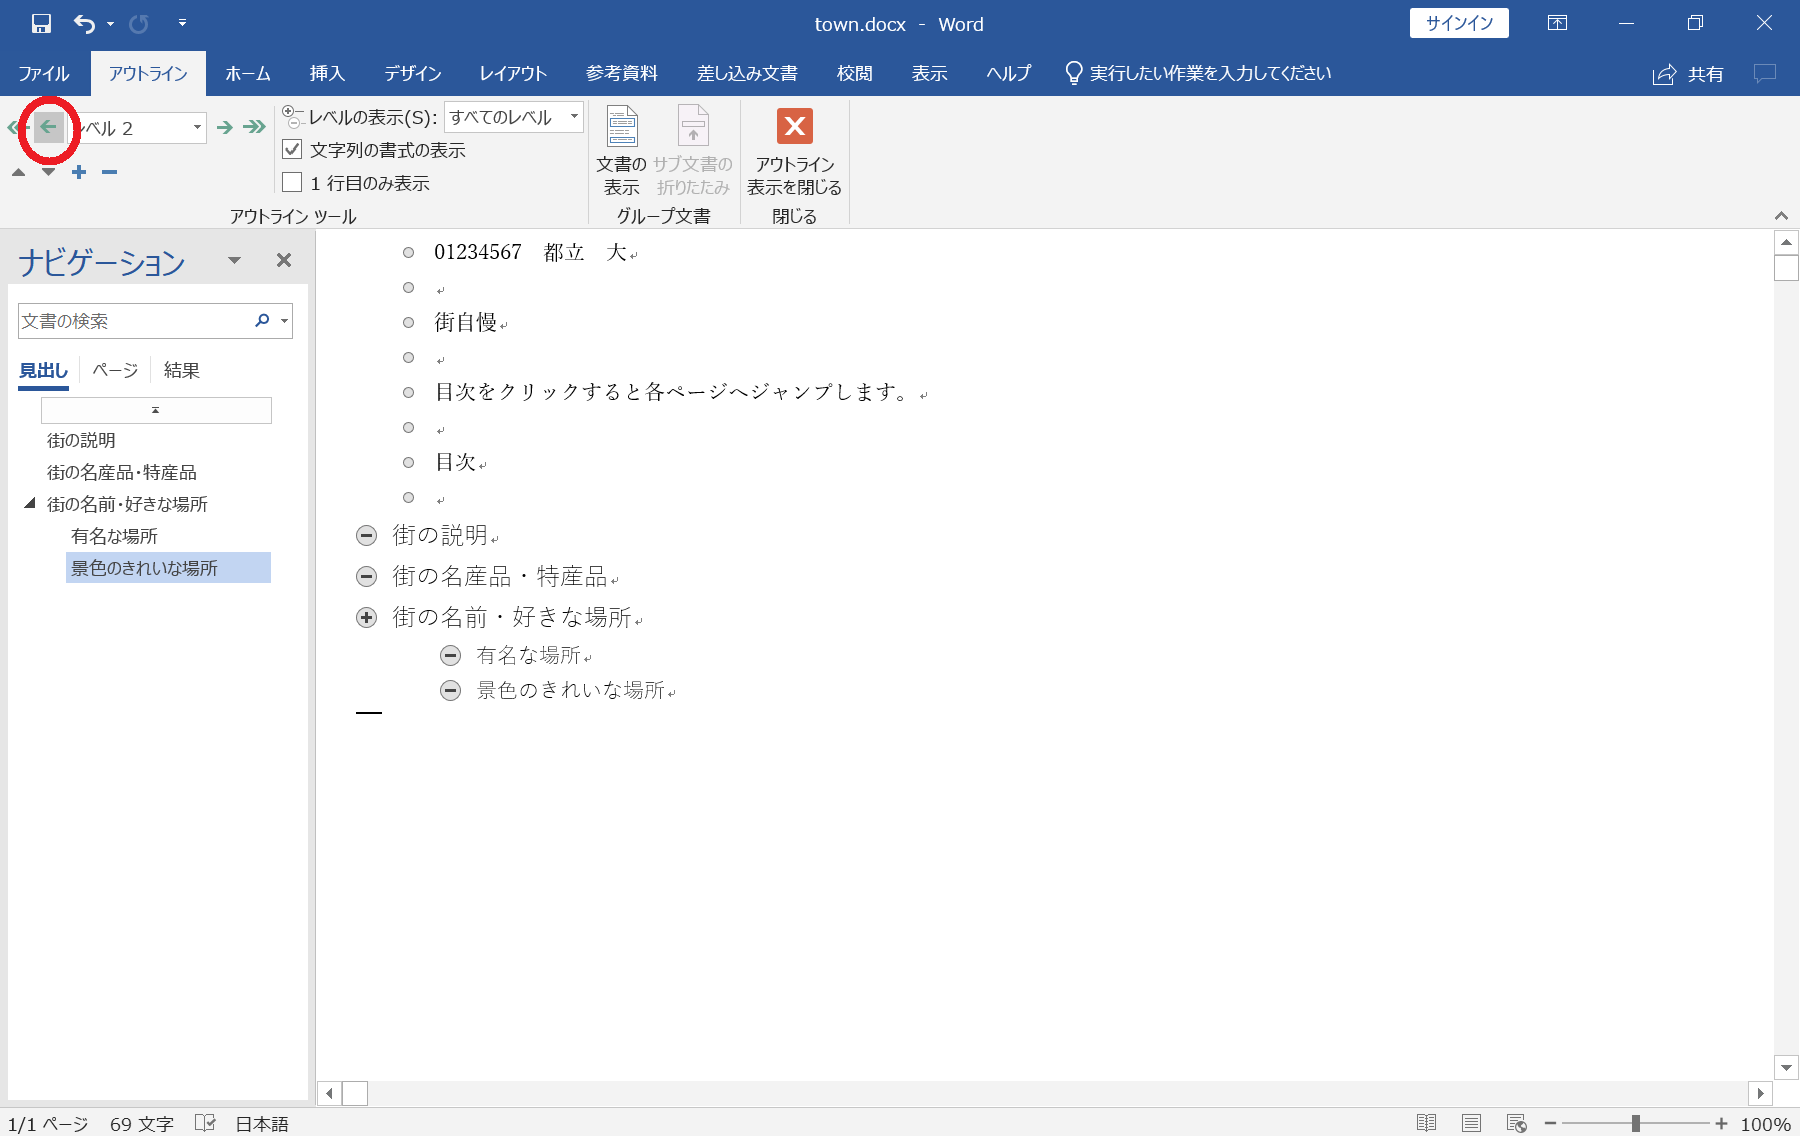 town.docx - Word
サインイン
ファイル アウトライン ホーム 挿入 デザイン レイアウト 参考資料 差し込み文書 校閲 表示 ヘルプ 実行したい作業を入力してください 共有
ベル 2
レベルの表示(S): すべてのレベル
文字列の書式の表示
1 行目のみ表示
アウトライン ツール
文書の
表示
サブ文書の
折りたたみ
グループ文書
アウトライン
表示を閉じる
閉じる
ナビゲーション
文書の検索
見出し ページ 結果
街の説明
街の名産品・特産品
街の名前・好きな場所
有名な場所
景色のきれいな場所
01234567 都立 大
街自慢
目次をクリックすると各ページへジャンプします。
目次
街の説明
街の名産品・特産品
街の名前・好きな場所
有名な場所
景色のきれいな場所
1/1 ページ 69 文字 日本語 100%